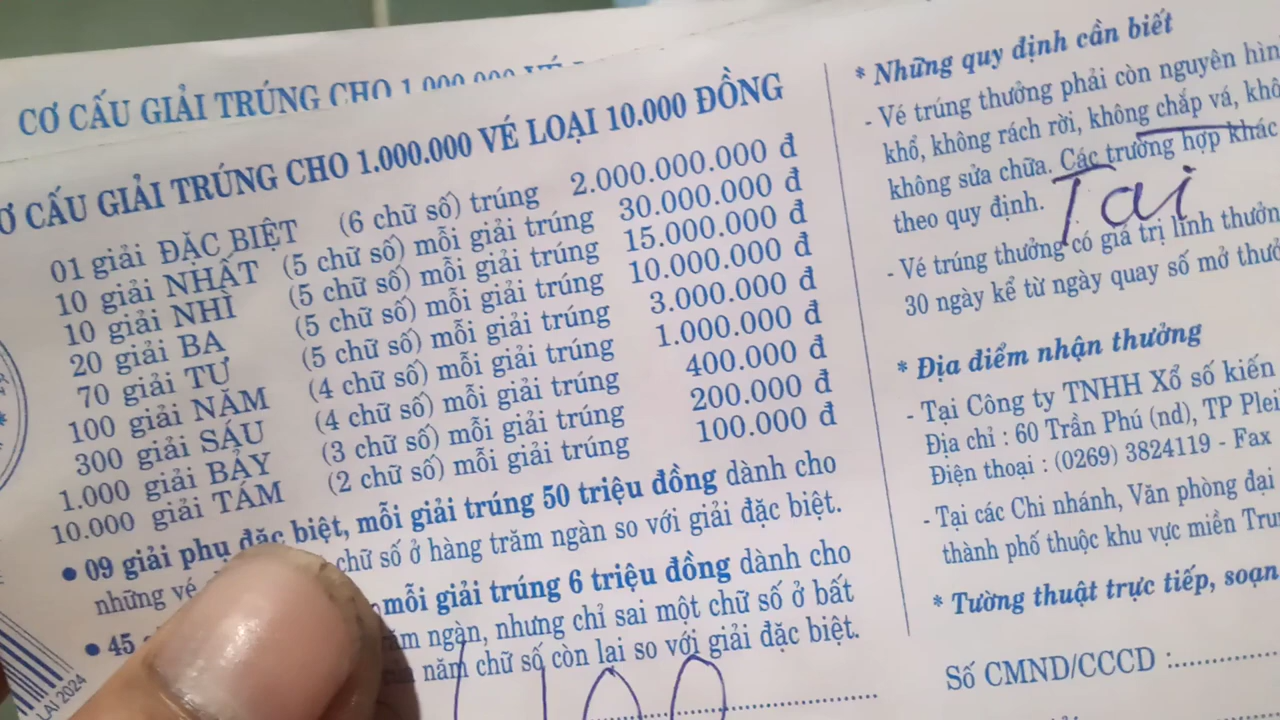 CƠ CẤU GIẢI TRÚNG CHO 1.000.000 VÉ
Ơ CẤU GIẢI TRÚNG CHO 1.000.000 VÉ LOẠI 10.000 ĐỒNG
01 giải ĐẶC BIỆT (6 chữ số) trúng 2.000.000.000 đ
10 giải NHẤT (5 chữ số) mỗi giải trúng 30.000.000 đ
10 giải NHÌ (5 chữ số) mỗi giải trúng 15.000.000 đ
20 giải BA (5 chữ số) mỗi giải trúng 10.000.000 đ
70 giải TƯ (5 chữ số) mỗi giải trúng 3.000.000 đ
100 giải NĂM (4 chữ số) mỗi giải trúng 1.000.000 đ
300 giải SÁU (4 chữ số) mỗi giải trúng 400.000 đ
1.000 giải BẢY (3 chữ số) mỗi giải trúng 200.000 đ
10.000 giải TÁM (2 chữ số) mỗi giải trúng 100.000 đ
• 09 giải phụ đặc biệt, mỗi giải trúng 50 triệu đồng dành cho
những vé chữ số ở hàng trăm ngàn so với giải đặc biệt.
• 45 mỗi giải trúng 6 triệu đồng dành cho
ngàn, nhưng chỉ sai một chữ số ở bất
năm chữ số còn lại so với giải đặc biệt.
LAI 2024
* Những quy định cần biết
- Vé trúng thưởng phải còn nguyên hìn
khổ, không rách rời, không chắp vá, khô
không sửa chữa. Các trường hợp khác
theo quy định.
Tai
- Vé trúng thưởng có giá trị lĩnh thưởn
30 ngày kể từ ngày quay số mở thư
* Địa điểm nhận thưởng
- Tại Công ty TNHH Xổ số kiến
Địa chỉ : 60 Trần Phú (nd), TP Plei
Điện thoại : (0269) 3824119 - Fax
- Tại các Chi nhánh, Văn phòng đại
thành phố thuộc khu vực miền Tru
* Tường thuật trực tiếp, soạn
Số CMND/CCCD :